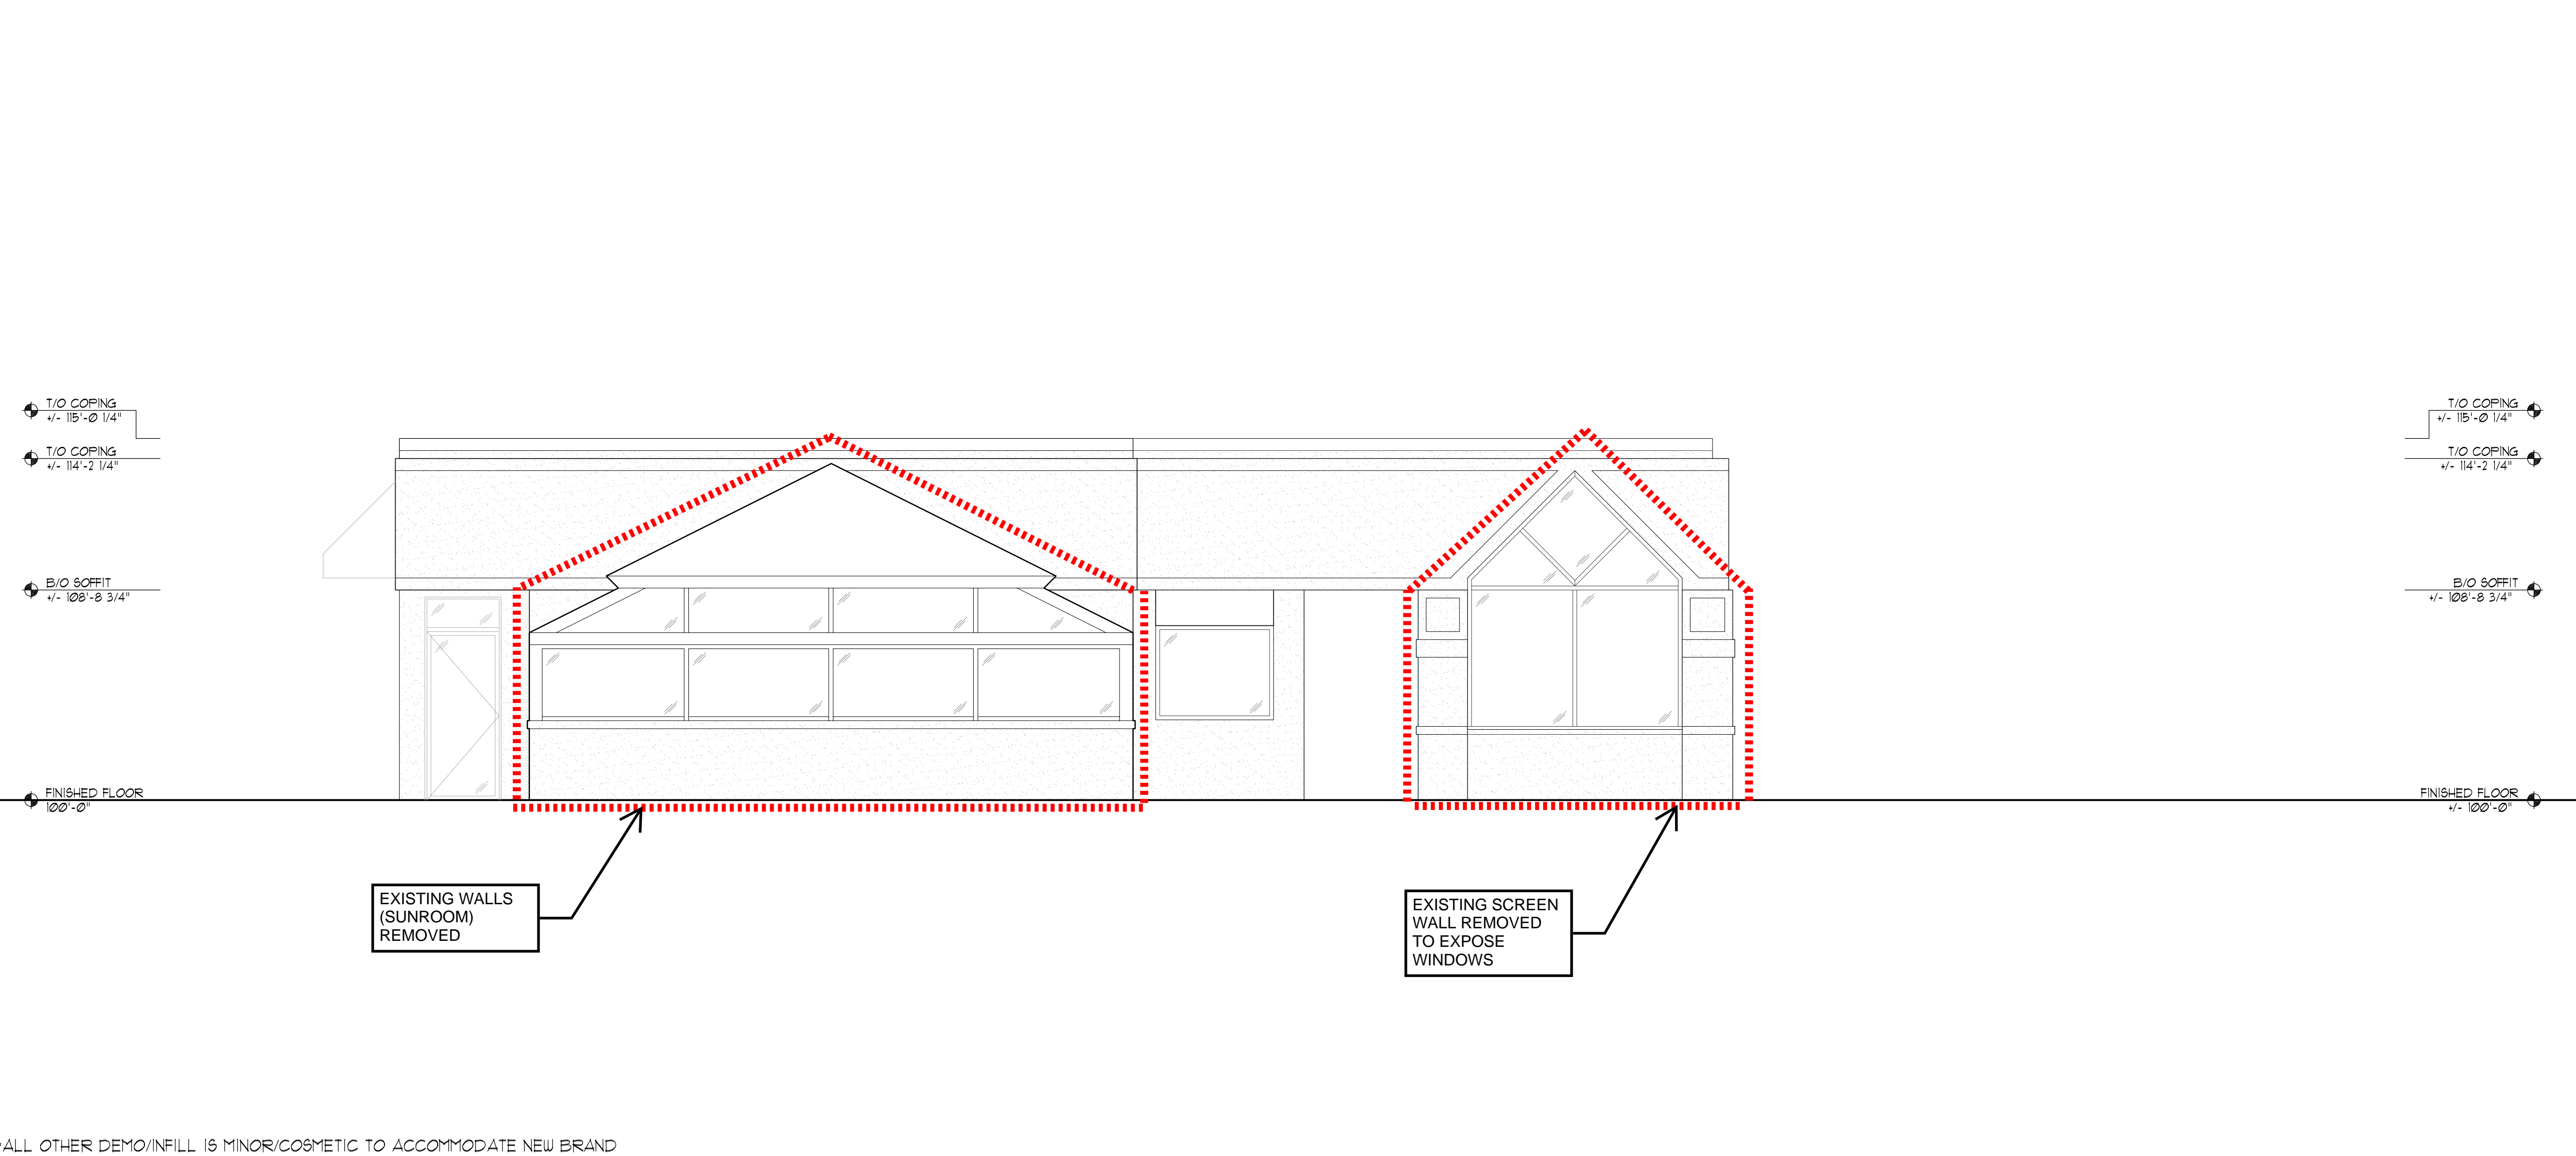 T/O COPING
+/- 115'-0 1/4"
T/O COPING
+/- 114'-2 1/4"
B/O SOFFIT
+/- 108'-8 3/4"
FINISHED FLOOR
100'-0"
T/O COPING
+/- 115'-0 1/4"
T/O COPING
+/- 114'-2 1/4"
B/O SOFFIT
+/- 108'-8 3/4"
FINISHED FLOOR
+/- 100'-0"
EXISTING WALLS
(SUNROOM)
REMOVED
EXISTING SCREEN
WALL REMOVED
TO EXPOSE
WINDOWS
*ALL OTHER DEMO/INFILL IS MINOR/COSMETIC TO ACCOMMODATE NEW BRAND